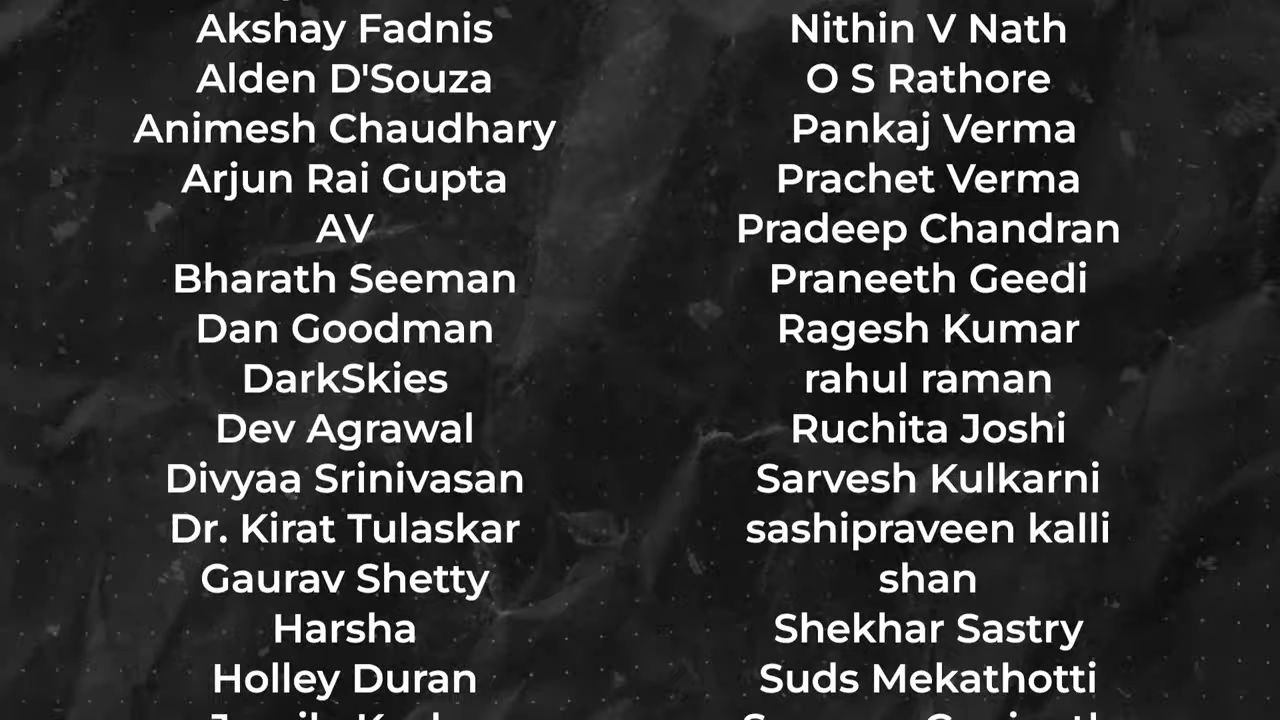 Akshay Fadnis
Alden D'Souza
Animesh Chaudhary
Arjun Rai Gupta
AV
Bharath Seeman
Dan Goodman
DarkSkies
Dev Agrawal
Divyaa Srinivasan
Dr. Kirat Tulaskar
Gaurav Shetty
Harsha
Holley Duran
Nithin V Nath
O S Rathore
Pankaj Verma
Prachet Verma
Pradeep Chandran
Praneeth Geedi
Ragesh Kumar
rahul raman
Ruchita Joshi
Sarvesh Kulkarni
sashipraveen kalli
shan
Shekhar Sastry
Suds Mekathotti